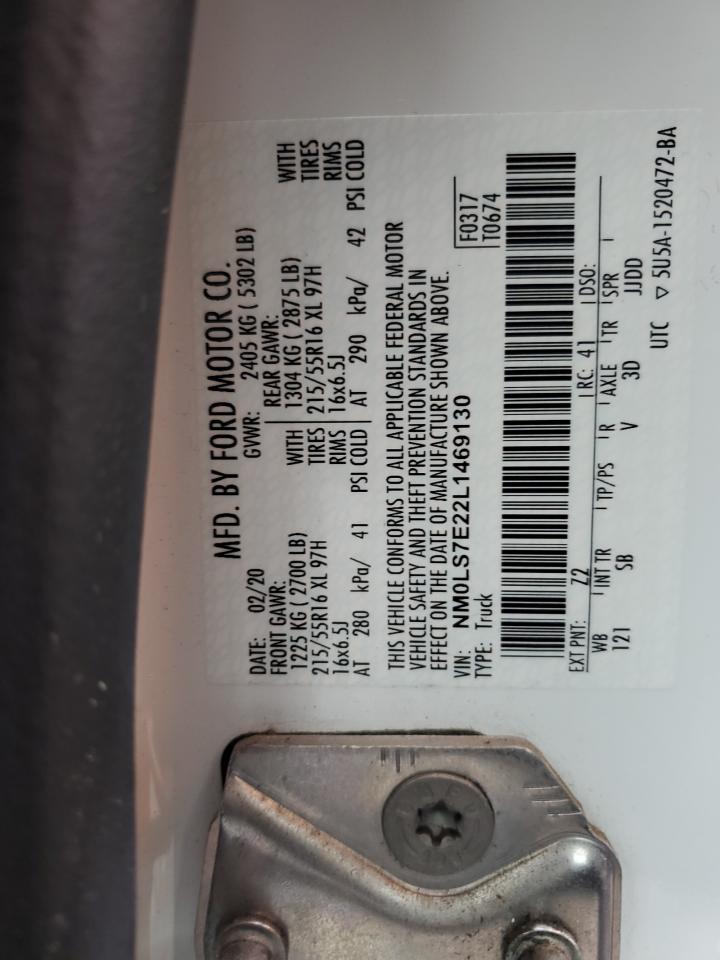 MFD. BY FORD MOTOR CO.
DATE: 02/20 GVWR: 2405 KG ( 5302 LB)
FRONT GAWR: REAR GAWR:
1225 KG ( 2700 LB) WITH 1304 KG ( 2875 LB) WITH
215/55R16 XL 97H TIRES 215/55R16 XL 97H TIRES
16x6.5J RIMS 16x6.5J RIMS
AT 280 kPa/ 41 PSI COLD AT 290 kPa/ 42 PSI COLD
THIS VEHICLE CONFORMS TO ALL APPLICABLE FEDERAL MOTOR
VEHICLE SAFETY AND THEFT PREVENTION STANDARDS IN
EFFECT ON THE DATE OF MANUFACTURE SHOWN ABOVE.
VIN: NM0LS7E22L1469130 F0317
TYPE: Truck T0674
EXT PNT: Z2 RC: 41 DSO:
WB INT TR TP/PS R AXLE TR SPR
121 SB V 3D JJDD
UTC ▽ 5U5A-1520472-BA